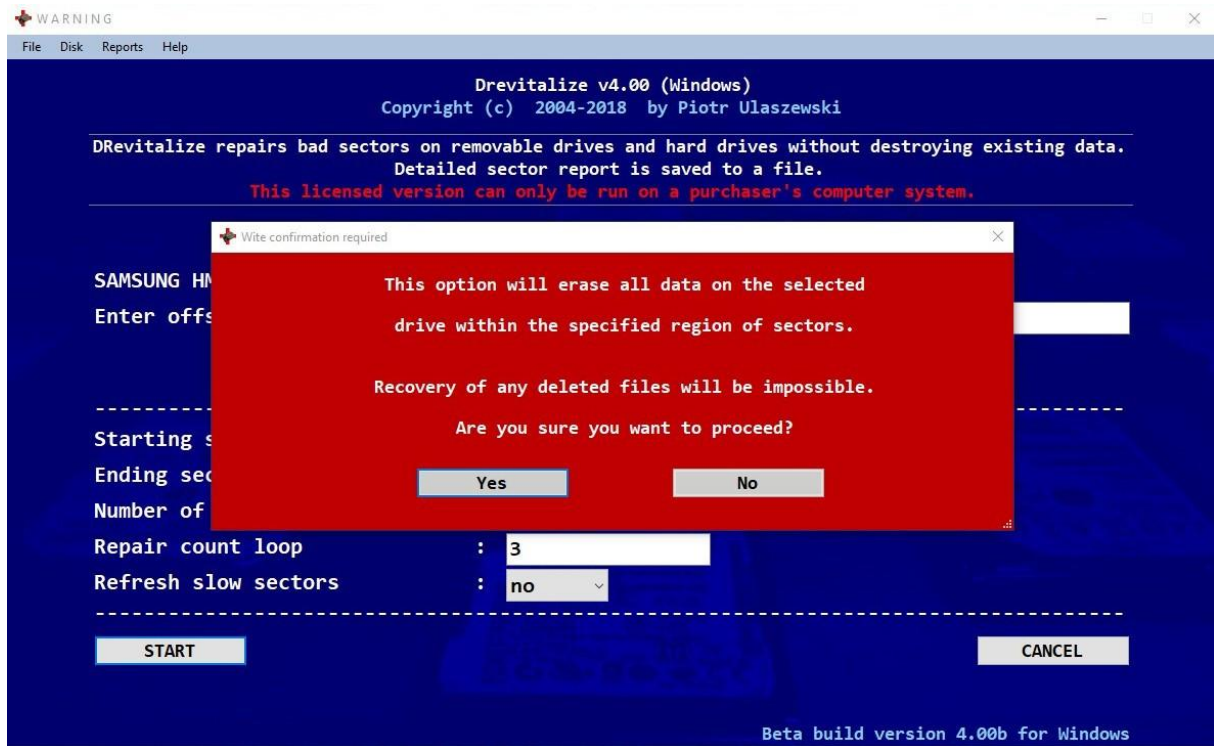 WARNING
File Disk Reports Help
Drevitalize v4.00 (Windows)
Copyright (c) 2004-2018 by Piotr Ulaszewski
DRevitalize repairs bad sectors on removable drives and hard drives without destroying existing data.
Detailed sector report is saved to a file.
This licensed version can only be run on a purchaser's computer system.
Wite confirmation required
This option will erase all data on the selected
drive within the specified region of sectors.
Recovery of any deleted files will be impossible.
Are you sure you want to proceed?
Yes No
SAMSUNG
Enter
Starting
Ending
Number of
Repair count loop : 3
Refresh slow sectors : no
START CANCEL
Beta build version 4.00b for Windows